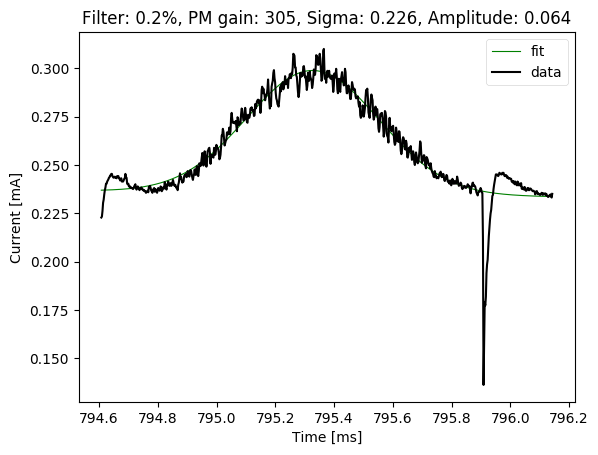 Filter: 0.2%, PM gain: 305, Sigma: 0.226, Amplitude: 0.064
fit
data
0.300
0.275
0.250
0.225
0.200
0.175
0.150
Current [mA]
794.6 794.8 795.0 795.2 795.4 795.6 795.8 796.0 796.2
Time [ms]